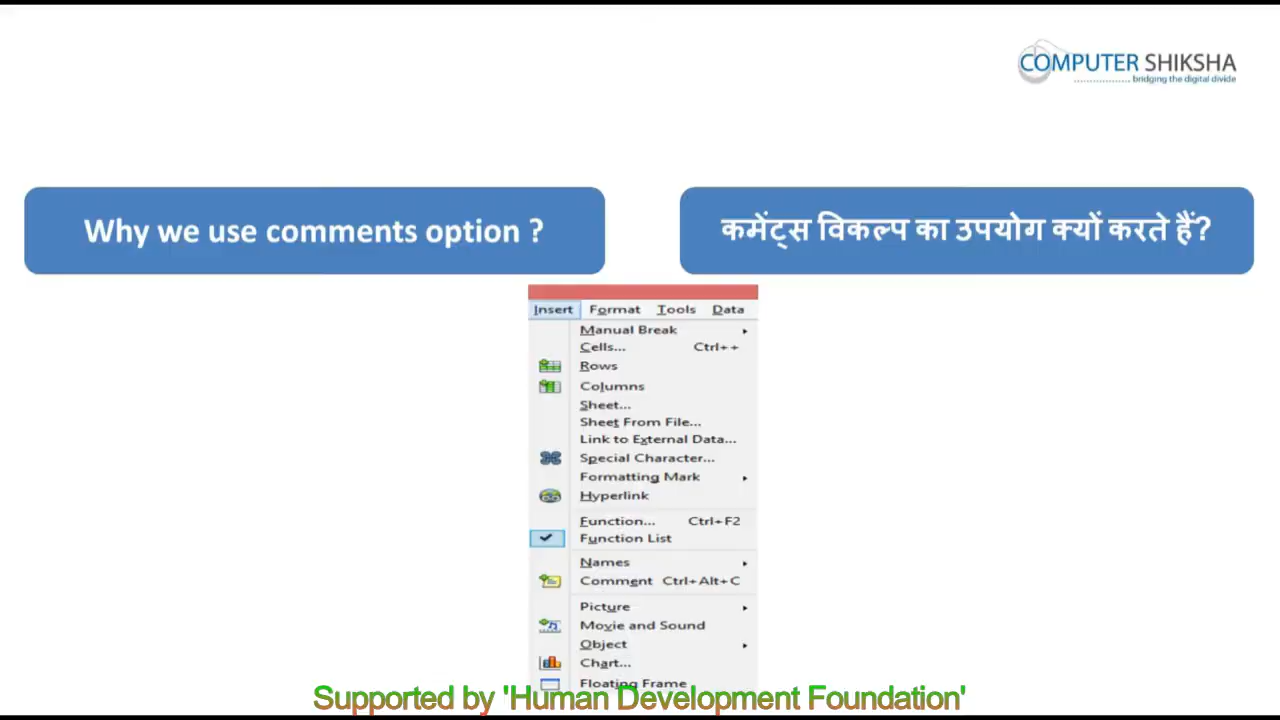 COMPUTER SHIKSHA
bridging the digital divide
Why we use comments option ?
कमेंट्स विकल्प का उपयोग क्यों करते हैं?
Insert Format Tools Data
Manual Break
Cells... Ctrl++
Rows
Columns
Sheet...
Sheet From File...
Link to External Data...
Special Character...
Formatting Mark
Hyperlink
Function... Ctrl+F2
Function List
Names
Comment Ctrl+Alt+C
Picture
Movie and Sound
Object
Chart...
Floating Frame
Supported by 'Human Development Foundation'